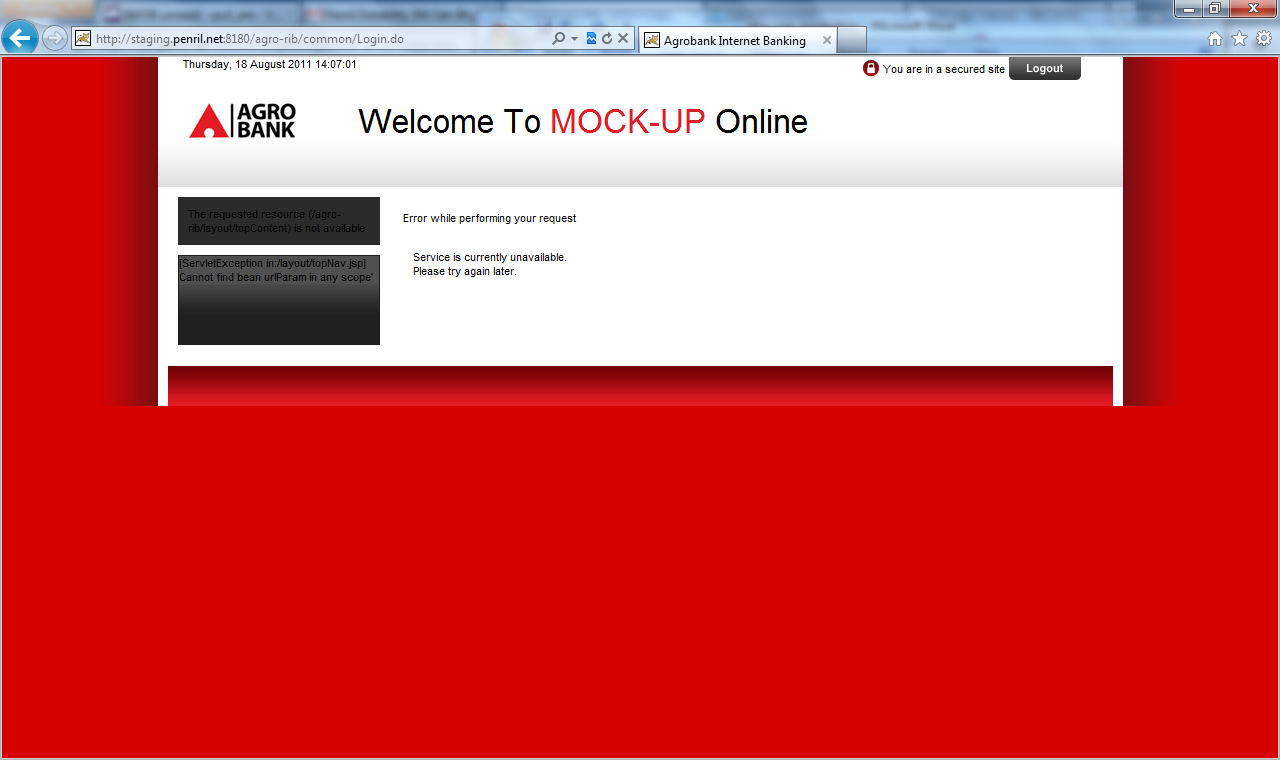 http://staging.penril.net:8180/agro-rib/common/Login.do
Agrobank Internet Banking
Thursday, 18 August 2011 14:07:01
You are in a secured site
Logout
AGRO
BANK
Welcome To MOCK-UP Online
The requested resource (/agro-
rib/layout/topContent) is not available
Error while performing your request
[ServletException in:/layout/topNav.jsp]
Cannot find bean urlParam in any scope'
Service is currently unavailable.
Please try again later.